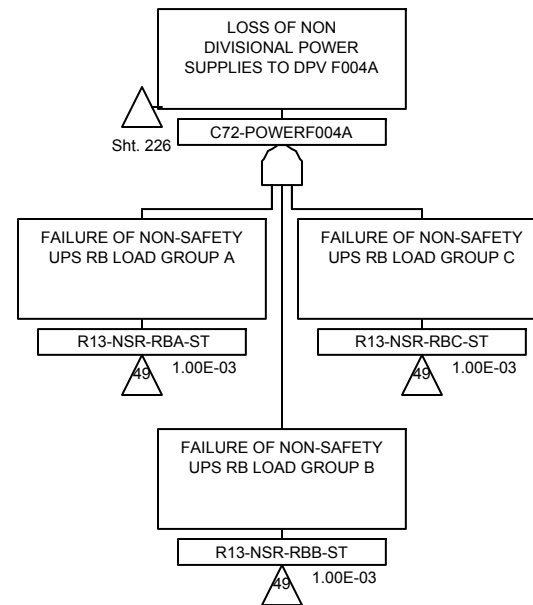 LOSS OF NON
DIVISIONAL POWER
SUPPLIES TO DPV F004A
Sht. 226
C72-POWERF004A
FAILURE OF NON-SAFETY
UPS RB LOAD GROUP A
R13-NSR-RBA-ST
49
1.00E-03
FAILURE OF NON-SAFETY
UPS RB LOAD GROUP C
R13-NSR-RBC-ST
49
1.00E-03
FAILURE OF NON-SAFETY
UPS RB LOAD GROUP B
R13-NSR-RBB-ST
49
1.00E-03